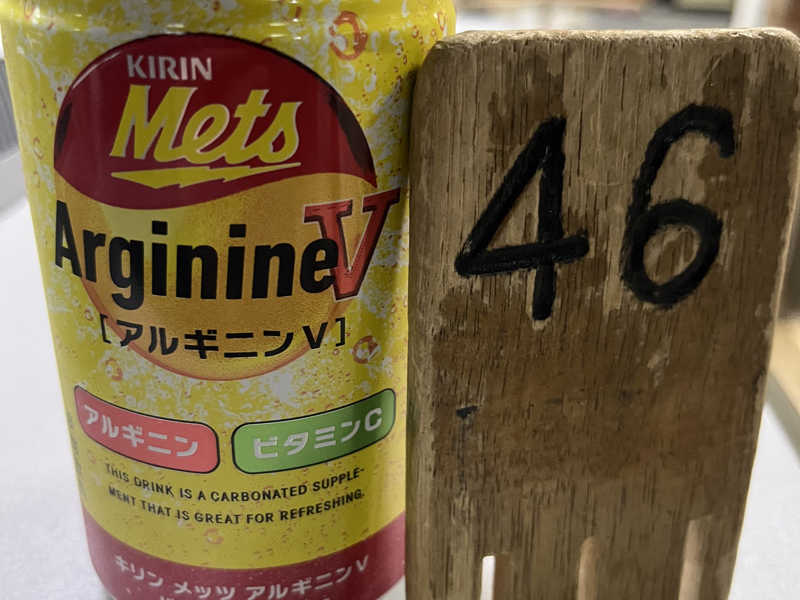 KIRIN
Mets
ArginineV
[アルギニンV]
アルギニン
ビタミンC
THIS DRINK IS A CARBONATED SUPPLE-
MENT THAT IS GREAT FOR REFRESHING.
キリン メッツ アルギニンV
46